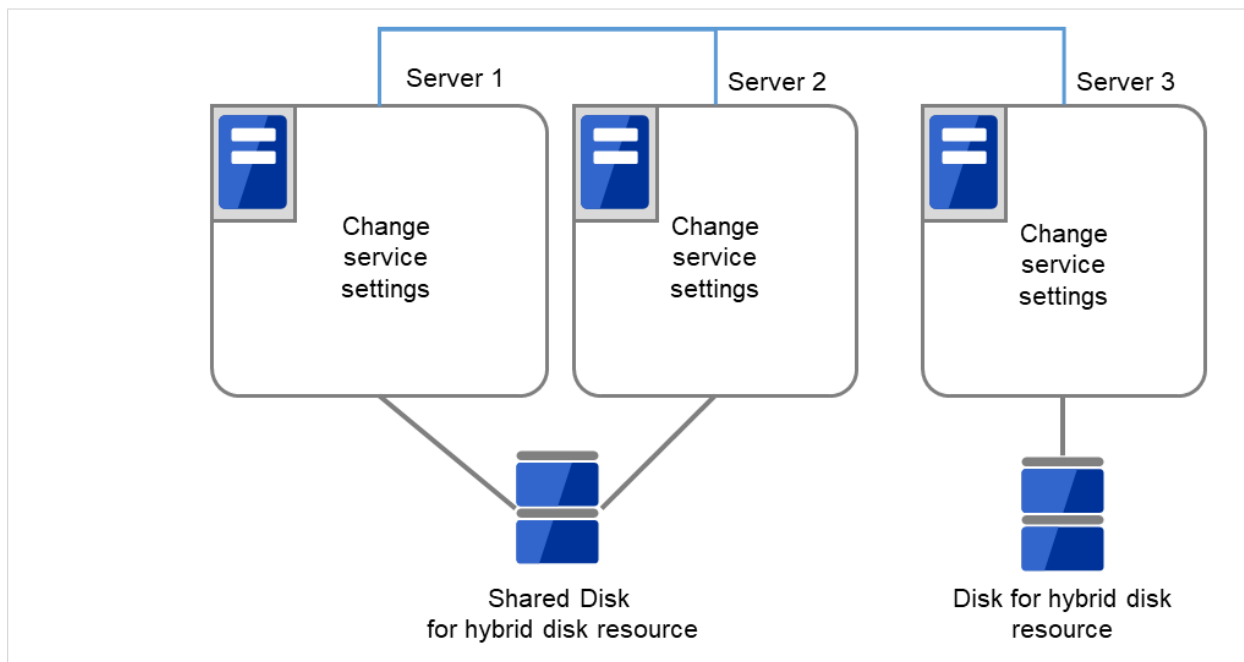 Server 1
Server 2
Server 3
Change
service
settings
Change
service
settings
Change
service
settings
Shared Disk
for hybrid disk resource
Disk for hybrid disk
resource